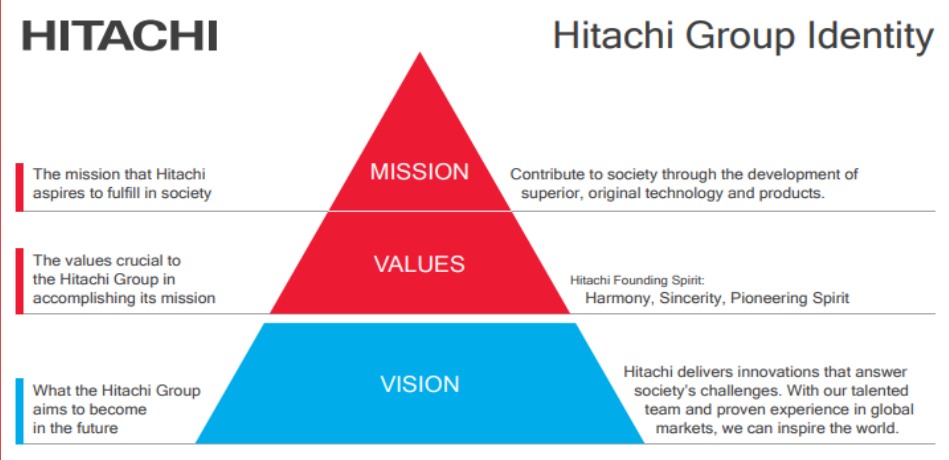 HITACHI
Hitachi Group Identity
The mission that Hitachi
aspires to fulfill in society
MISSION
Contribute to society through the development of
superior, original technology and products.
The values crucial to
the Hitachi Group in
accomplishing its mission
VALUES
Hitachi Founding Spirit:
Harmony, Sincerity, Pioneering Spirit
What the Hitachi Group
aims to become
in the future
VISION
Hitachi delivers innovations that answer
society's challenges. With our talented
team and proven experience in global
markets, we can inspire the world.